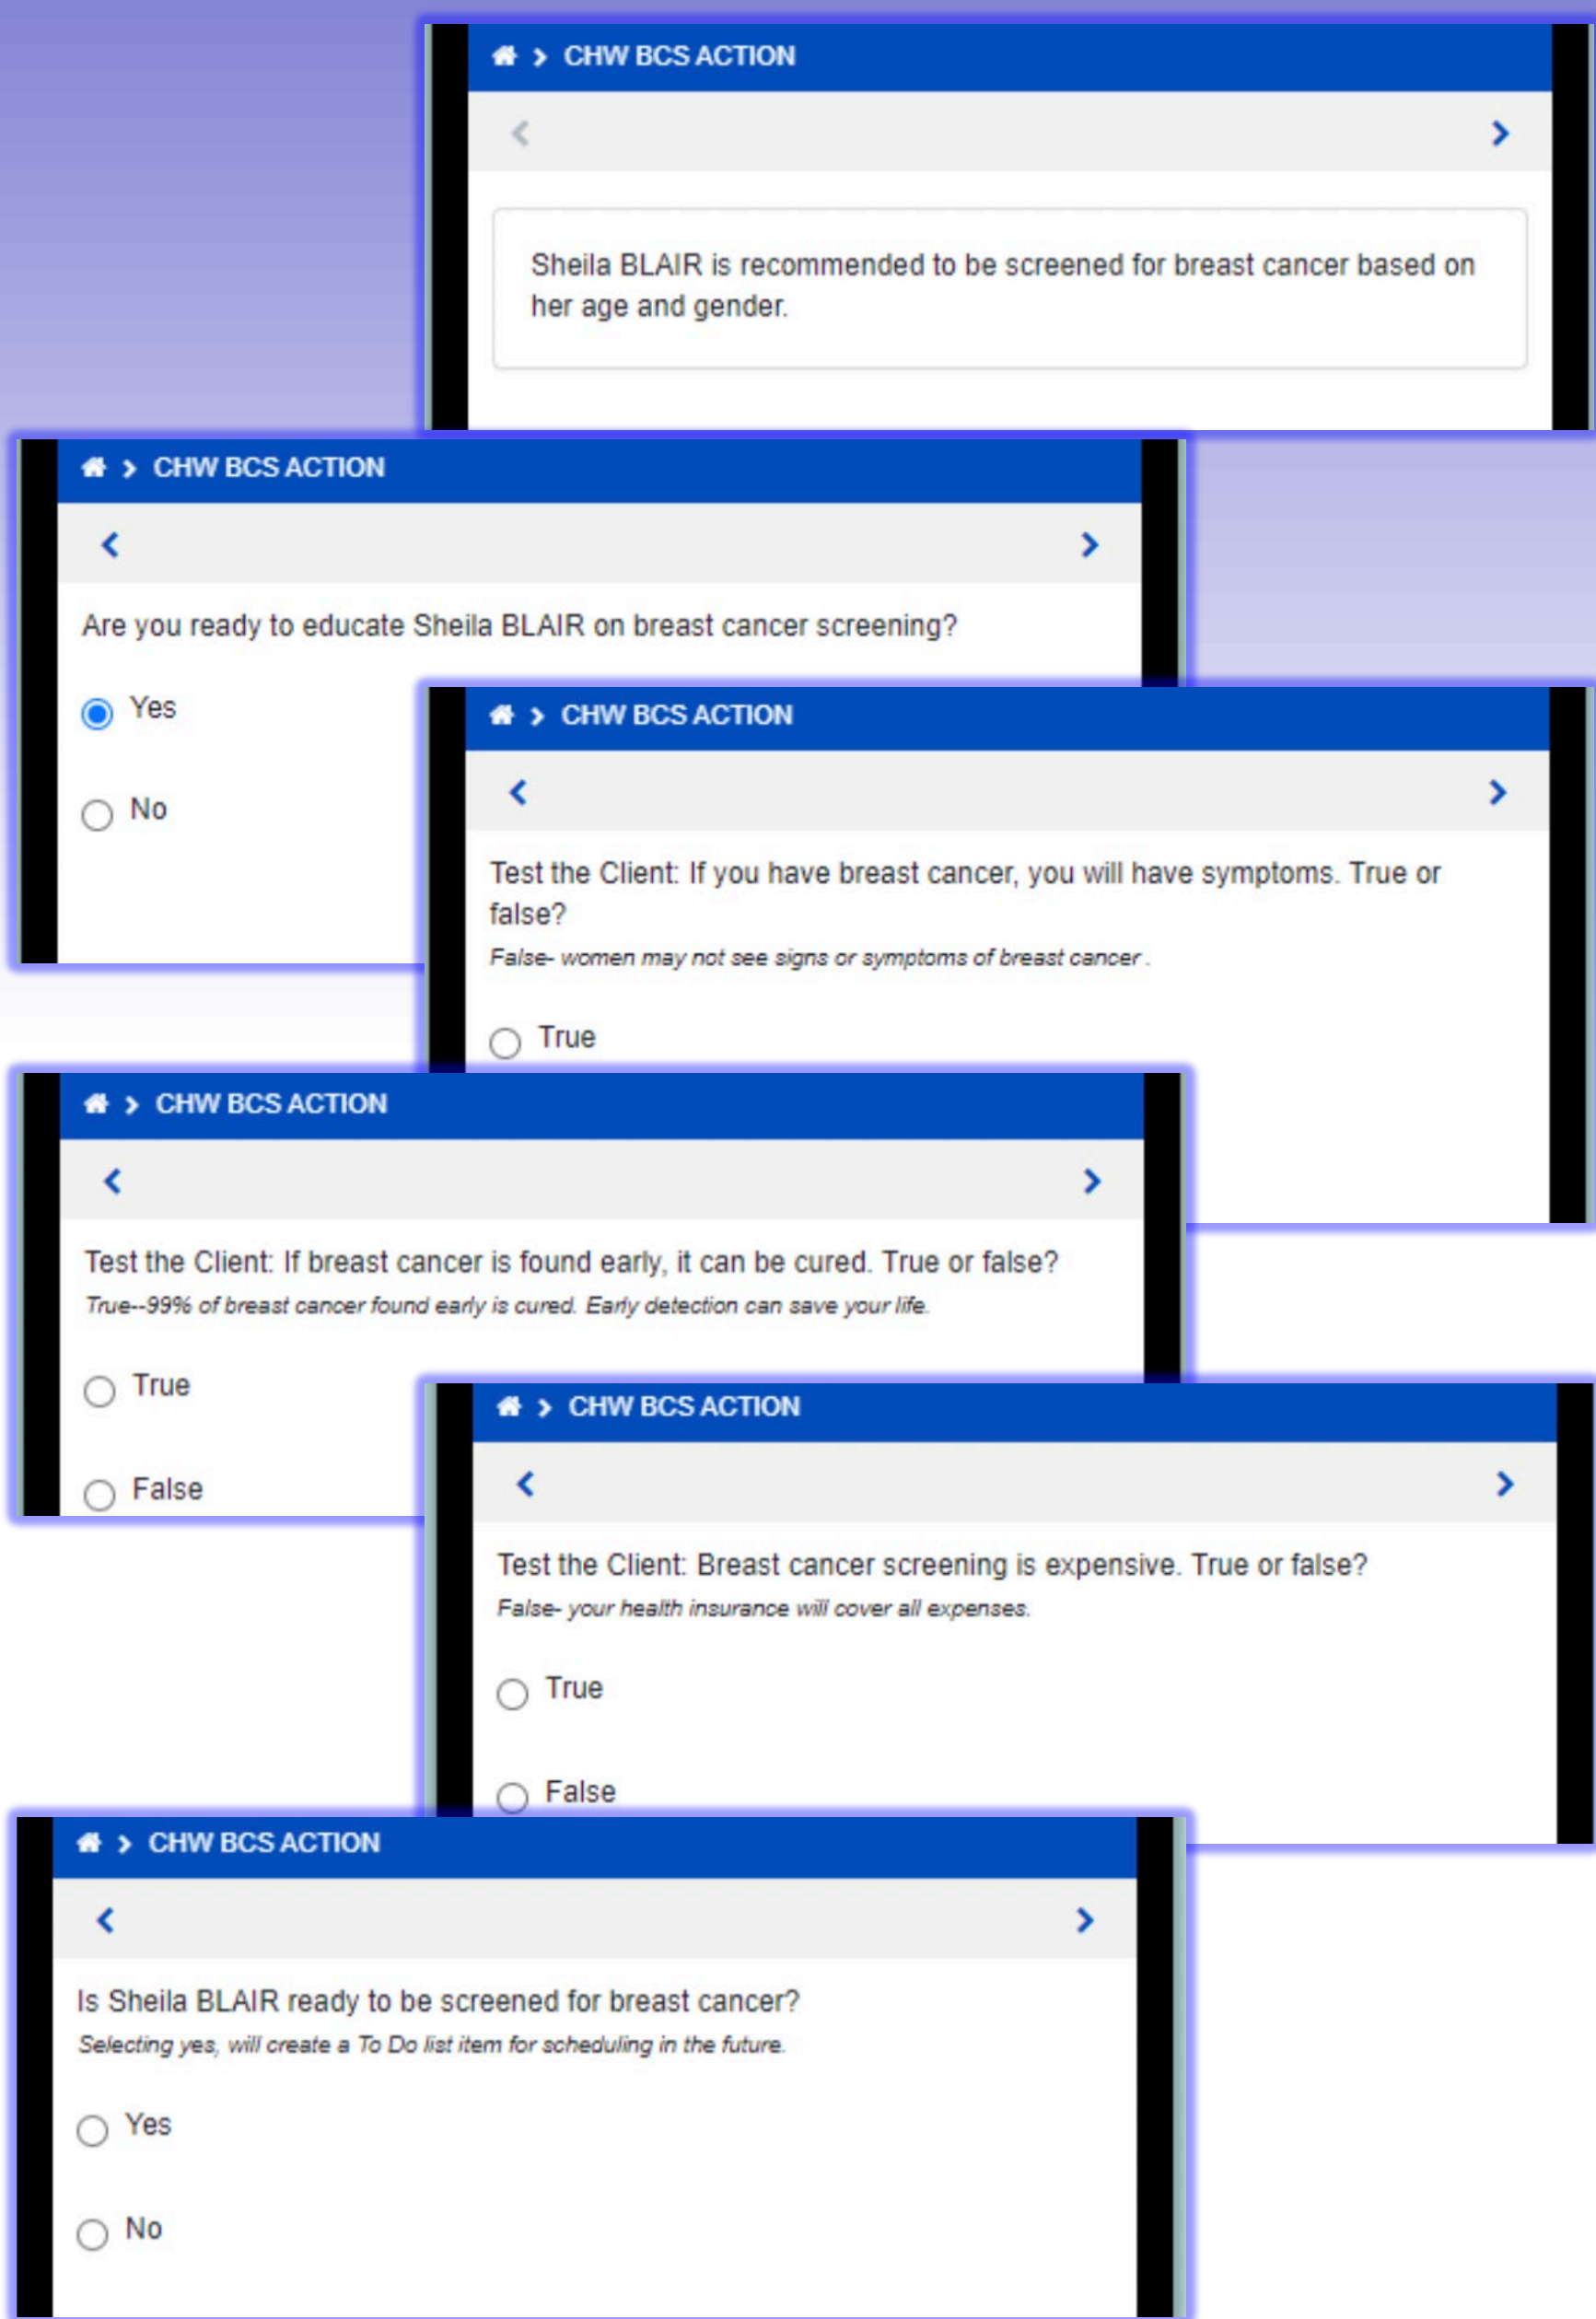 CHW BCS ACTION
Sheila BLAIR is recommended to be screened for breast cancer based on
her age and gender.
CHW BCS ACTION
Are you ready to educate Sheila BLAIR on breast cancer screening?
Yes
No
CHW BCS ACTION
Test the Client: If you have breast cancer, you will have symptoms. True or
false?
False- women may not see signs or symptoms of breast cancer .
True
CHW BCS ACTION
Test the Client: If breast cancer is found early, it can be cured. True or false?
True--99% of breast cancer found early is cured. Early detection can save your life.
True
False
CHW BCS ACTION
Test the Client: Breast cancer screening is expensive. True or false?
False- your health insurance will cover all expenses.
True
False
CHW BCS ACTION
Is Sheila BLAIR ready to be screened for breast cancer?
Selecting yes, will create a To Do list item for scheduling in the future.
Yes
No